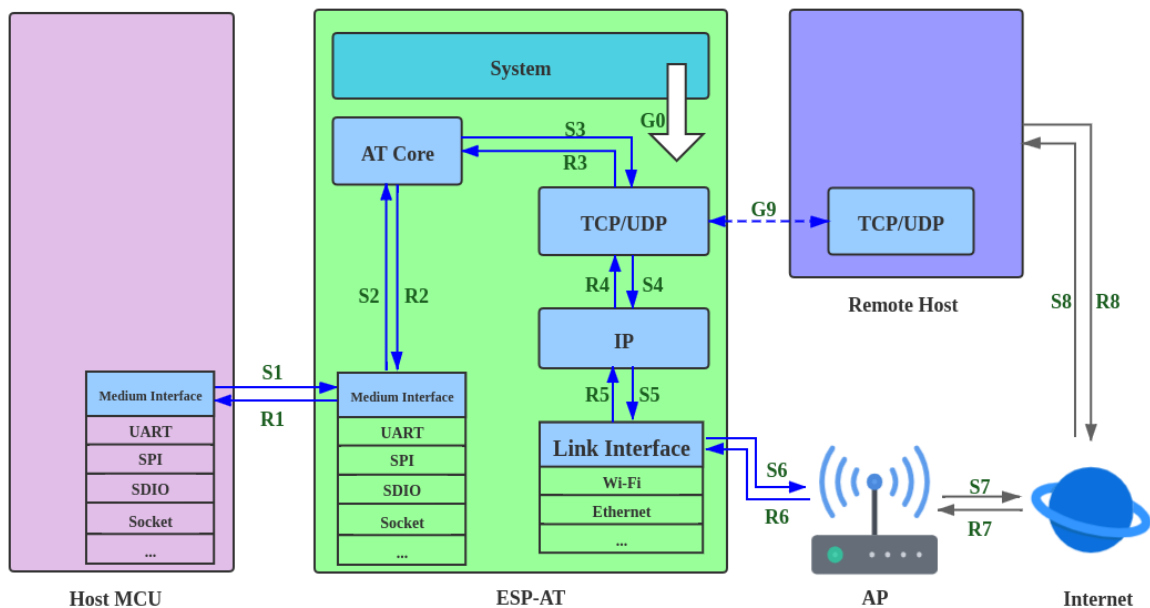 System
G0
AT Core
S3
R3
TCP/UDP
G9
TCP/UDP
S2
R2
R4
S4
S8
R8
Remote Host
IP
S1
R1
Medium Interface
UART
SPI
SDIO
Socket
...
Medium Interface
UART
SPI
SDIO
Socket
...
R5
S5
Link Interface
Wi-Fi
Ethernet
...
S6
R6
S7
R7
Host MCU
ESP-AT
AP
Internet